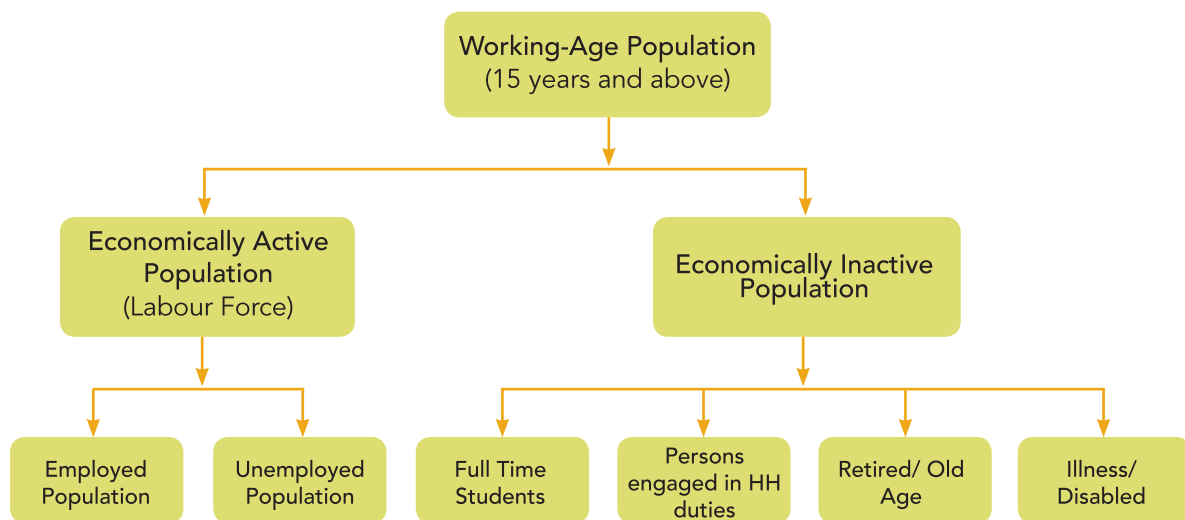 Working-Age Population
(15 years and above)
Economically Active
Population
(Labour Force)
Economically Inactive
Population
Employed
Population
Unemployed
Population
Full Time
Students
Persons
engaged in HH
duties
Retired/ Old
Age
Illness/
Disabled